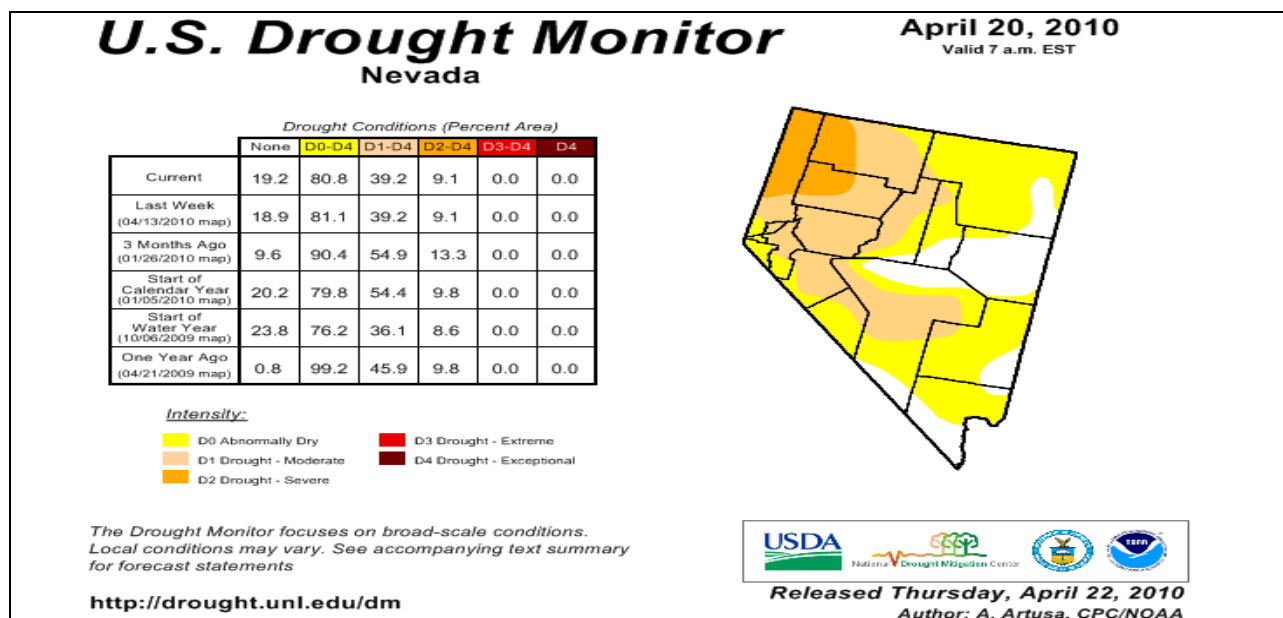 U.S. Drought Monitor
Nevada
April 20, 2010
Valid 7 a.m. EST
Drought Conditions (Percent Area)
None D0-D4 D1-D4 D2-D4 D3-D4 D4
Current 19.2 80.8 39.2 9.1 0.0 0.0
Last Week
(04/13/2010 map) 18.9 81.1 39.2 9.1 0.0 0.0
3 Months Ago
(01/26/2010 map) 9.6 90.4 54.9 13.3 0.0 0.0
Start of
Calendar Year
(01/05/2010 map) 20.2 79.8 54.4 9.8 0.0 0.0
Start of
Water Year
(10/06/2009 map) 23.8 76.2 36.1 8.6 0.0 0.0
One Year Ago
(04/21/2009 map) 0.8 99.2 45.9 9.8 0.0 0.0
Intensity:
D0 Abnormally Dry
D1 Drought - Moderate
D2 Drought - Severe
D3 Drought - Extreme
D4 Drought - Exceptional
The Drought Monitor focuses on broad-scale conditions.
Local conditions may vary. See accompanying text summary
for forecast statements
http://drought.unl.edu/dm
USDA
National Drought Mitigation Center
Released Thursday, April 22, 2010
Author: A. Artusa, CPC/NOAA